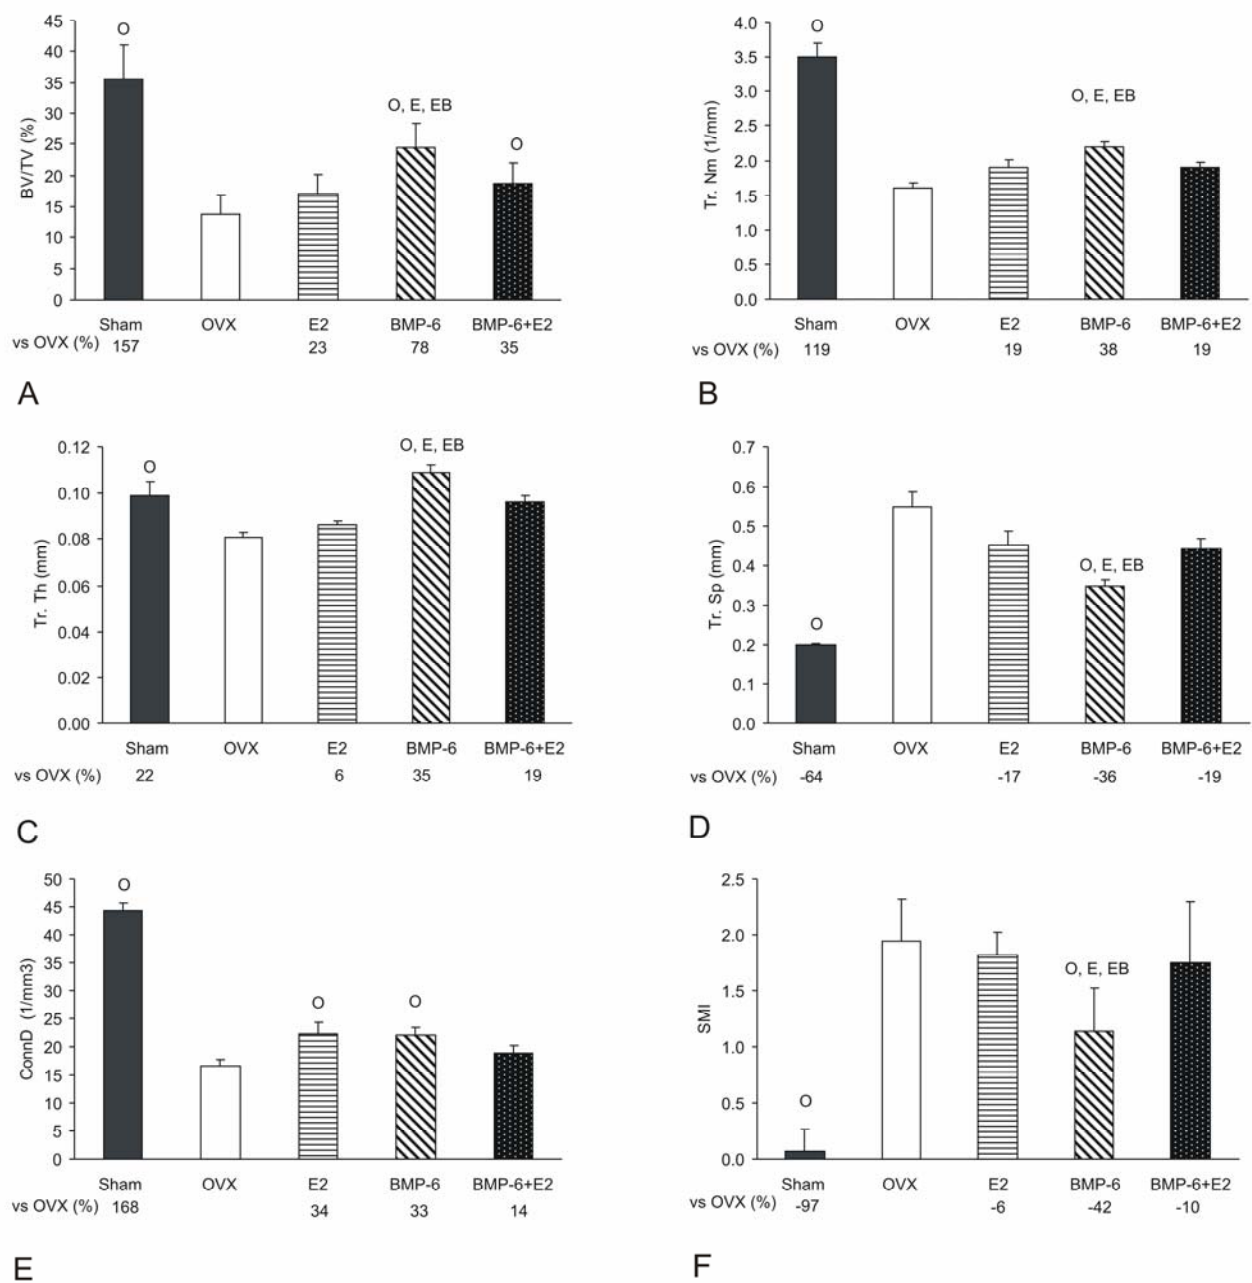 45
40
35
30
25
20
15
10
5
0
BV/TV (%)
O
O, E, EB
O
Sham OVX E2 BMP-6 BMP-6+E2
vs OVX (%) 157 23 78 35
A
4.0
3.5
3.0
2.5
2.0
1.5
1.0
0.5
0.0
Tr. Nm (1/mm)
O
O, E, EB
Sham OVX E2 BMP-6 BMP-6+E2
vs OVX (%) 119 19 38 19
B
0.12
0.10
0.08
0.06
0.04
0.02
0.00
Tr. Th (mm)
O
O, E, EB
Sham OVX E2 BMP-6 BMP-6+E2
vs OVX (%) 22 6 35 19
C
0.7
0.6
0.5
0.4
0.3
0.2
0.1
0.0
Tr. Sp (mm)
O
O, E, EB
Sham OVX E2 BMP-6 BMP-6+E2
vs OVX (%) -64 -17 -36 -19
D
50
45
40
35
30
25
20
15
10
5
0
ConnD (1/mm3)
O
O
O
Sham OVX E2 BMP-6 BMP-6+E2
vs OVX (%) 168 34 33 14
E
2.5
2.0
1.5
1.0
0.5
0.0
SMI
O
O, E, EB
Sham OVX E2 BMP-6 BMP-6+E2
vs OVX (%) -97 -6 -42 -10
F